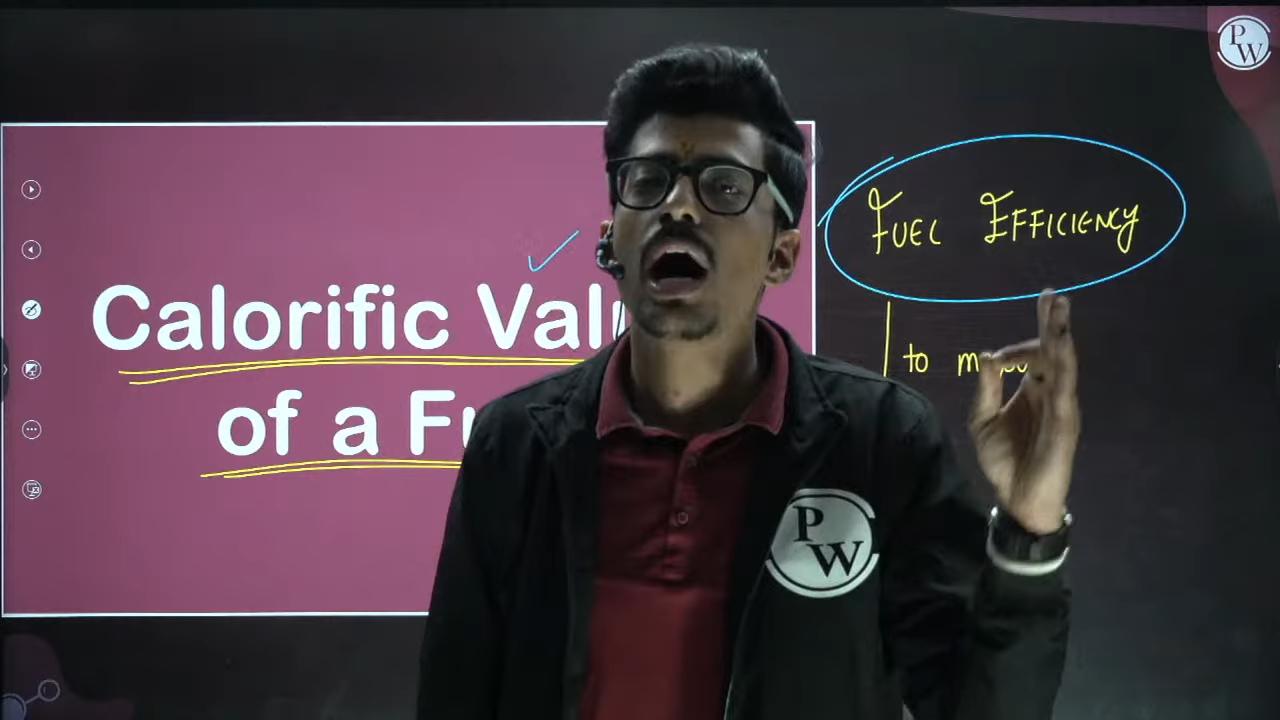 PW
Calorific Val
of a Fu
FUEL EFFICIENCY
to
PW